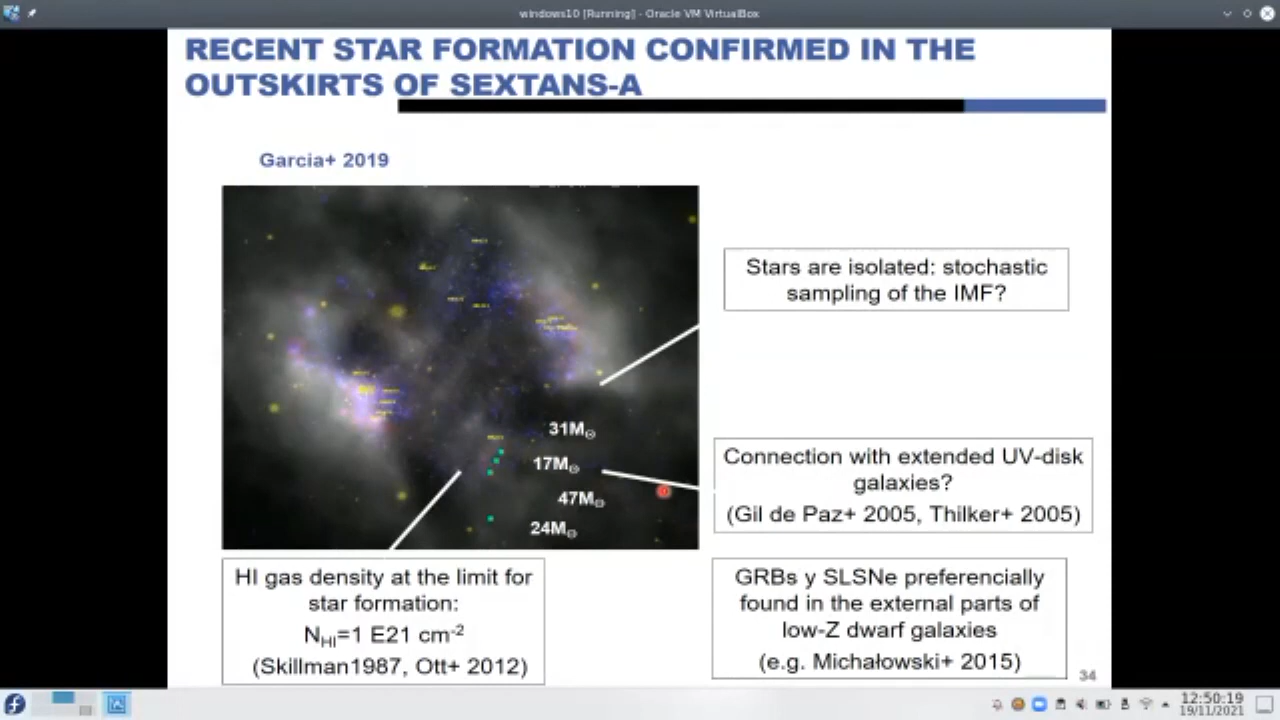 windows10 [Running] - Oracle VM VirtualBox
RECENT STAR FORMATION CONFIRMED IN THE
OUTSKIRTS OF SEXTANS-A
Garcia+ 2019
Stars are isolated: stochastic
sampling of the IMF?
31M⊙
17M⊙
47M⊙
24M⊙
Connection with extended UV-disk
galaxies?
(Gil de Paz+ 2005, Thilker+ 2005)
HI gas density at the limit for
star formation:
N_HI=1 E21 cm⁻²
(Skillman1987, Ott+ 2012)
GRBs y SLSNe preferencially
found in the external parts of
low-Z dwarf galaxies
(e.g. Michałowski+ 2015)
34
12:50:19
19/11/2021